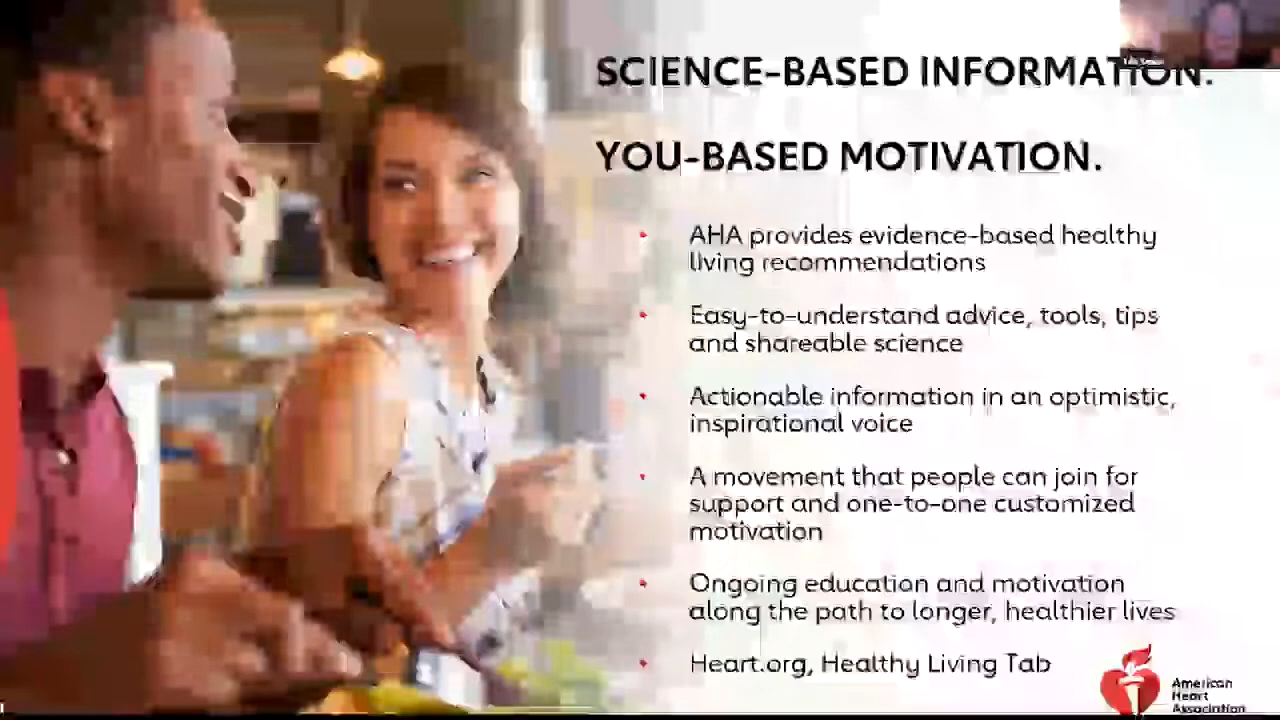 SCIENCE-BASED INFORMATION.
YOU-BASED MOTIVATION.
• AHA provides evidence-based healthy
living recommendations
• Easy-to-understand advice, tools, tips
and shareable science
• Actionable information in an optimistic,
inspirational voice
• A movement that people can join for
support and one-to-one customized
motivation
• Ongoing education and motivation
along the path to longer, healthier lives
• Heart.org, Healthy Living Tab
American
Heart
Association